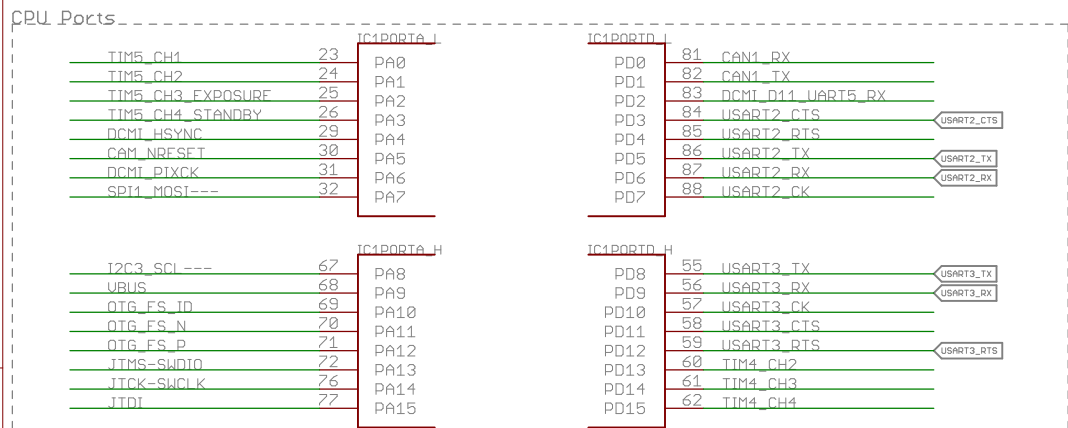 CPU Ports
IC1PORTA_L
TIM5_CH1 23 PA0
TIM5_CH2 24 PA1
TIM5_CH3_EXPOSURE 25 PA2
TIM5_CH4_STANDBY 26 PA3
DCMI_HSYNC 29 PA4
CAM_NRESET 30 PA5
DCMI_PIXCK 31 PA6
SPI1_MOSI--- 32 PA7
IC1PORTD_L
PD0 81 CAN1_RX
PD1 82 CAN1_TX
PD2 83 DCMI_D11_UART5_RX
PD3 84 USART2_CTS USART2_CTS
PD4 85 USART2_RTS
PD5 86 USART2_TX USART2_TX
PD6 87 USART2_RX USART2_RX
PD7 88 USART2_CK
IC1PORTA_H
I2C3_SCL--- 67 PA8
VBUS 68 PA9
OTG_FS_ID 69 PA10
OTG_FS_N 70 PA11
OTG_FS_P 71 PA12
JTMS-SWDIO 72 PA13
JTCK-SWCLK 76 PA14
JTDI 77 PA15
IC1PORTD_H
PD8 55 USART3_TX USART3_TX
PD9 56 USART3_RX USART3_RX
PD10 57 USART3_CK
PD11 58 USART3_CTS
PD12 59 USART3_RTS USART3_RTS
PD13 60 TIM4_CH2
PD14 61 TIM4_CH3
PD15 62 TIM4_CH4